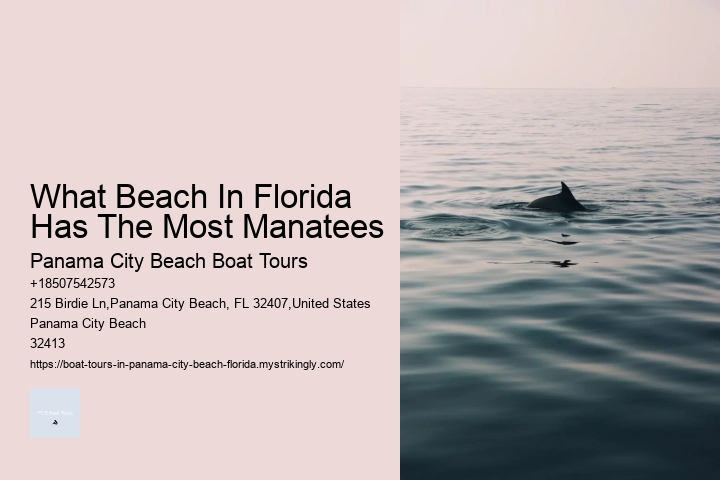 What Beach In Florida
Has The Most Manatees
Panama City Beach Boat Tours
+18507542573
215 Birdie Ln,Panama City Beach, FL 32407,United States
Panama City Beach
32413
https://boat-tours-in-panama-city-beach-florida.mystrikingly.com/